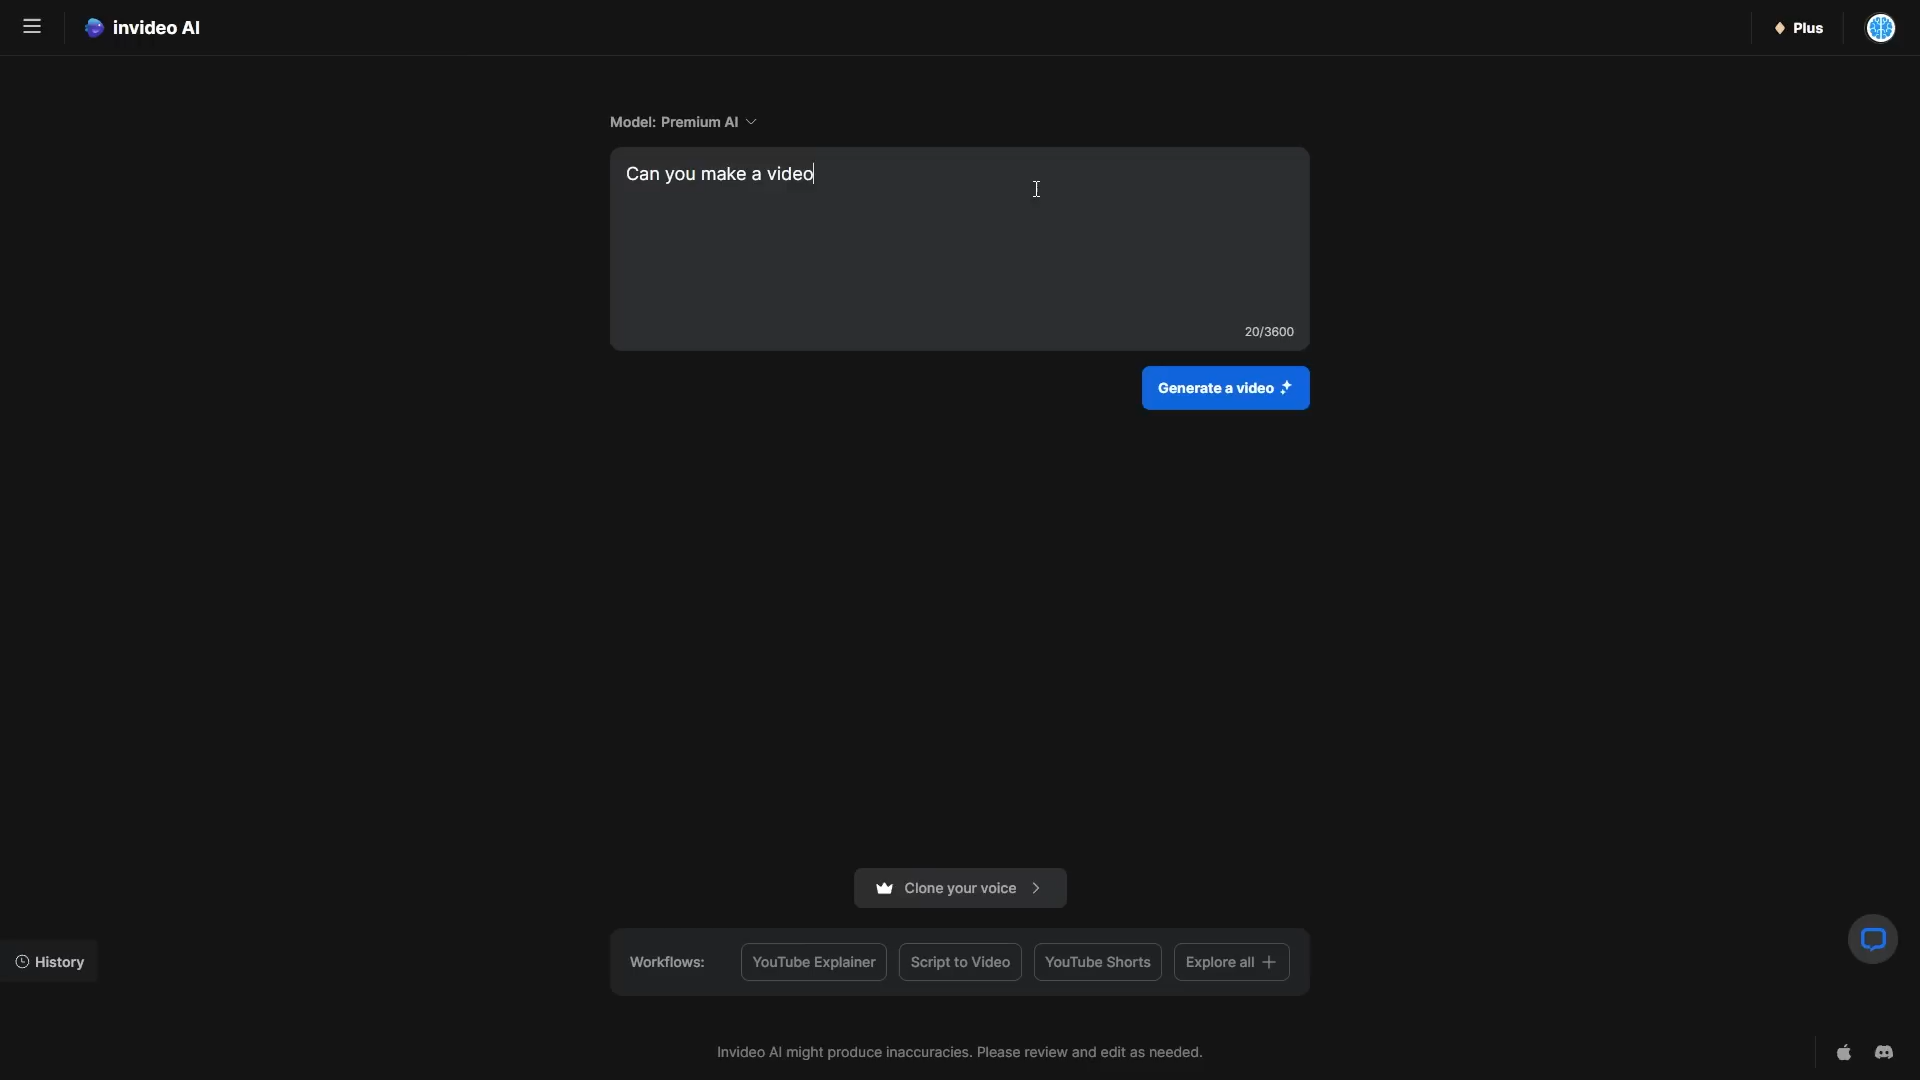 invideo AI
Plus
Model: Premium AI
Can you make a video
20/3600
Generate a video
Clone your voice
History
Workflows:
YouTube Explainer
Script to Video
YouTube Shorts
Explore all
Invideo AI might produce inaccuracies. Please review and edit as needed.